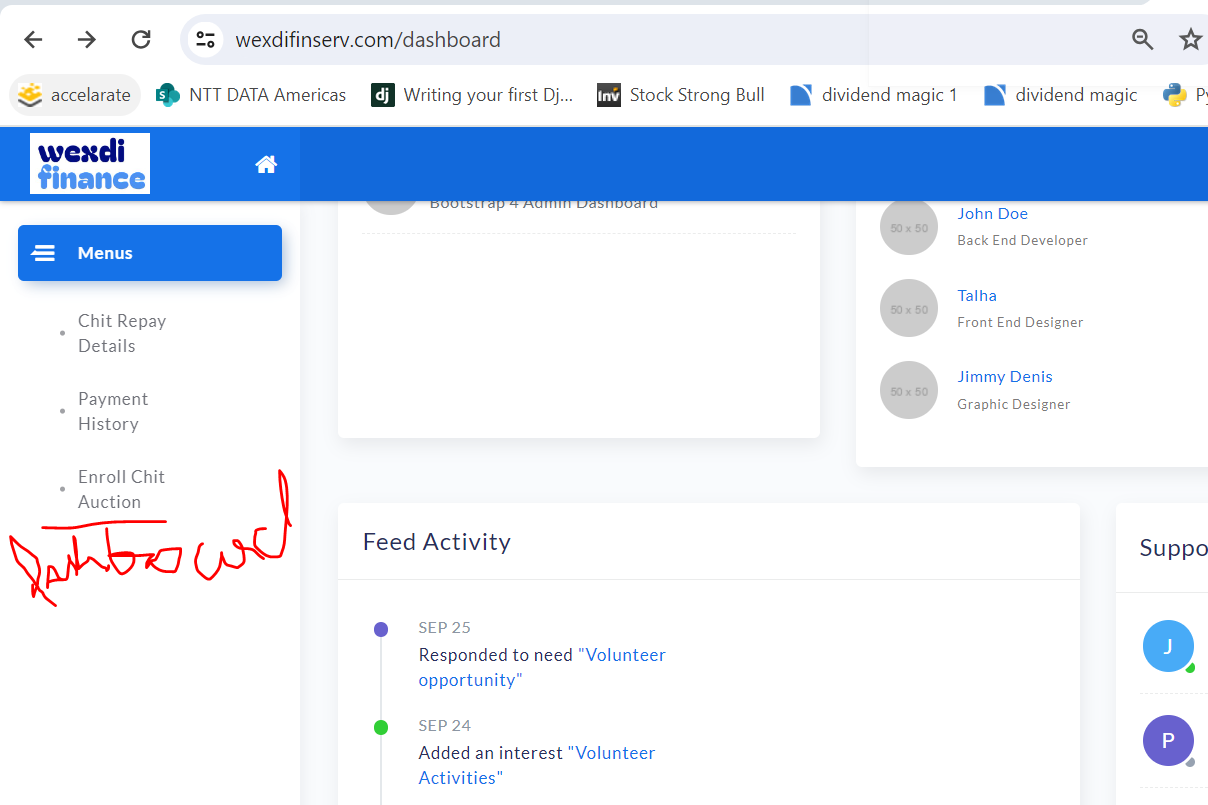 wexdifinserv.com/dashboard
accelarate
NTT DATA Americas
Writing your first Dj...
Stock Strong Bull
dividend magic 1
dividend magic
wexdi
finance
Menus
Chit Repay
Details
Payment
History
Enroll Chit
Auction
Dashboard
Bootstrap 4 Admin Dashboard
50 x 50
John Doe
Back End Developer
50 x 50
Talha
Front End Designer
50 x 50
Jimmy Denis
Graphic Designer
Feed Activity
SEP 25
Responded to need "Volunteer
opportunity"
SEP 24
Added an interest "Volunteer
Activities"
Suppo
J
P